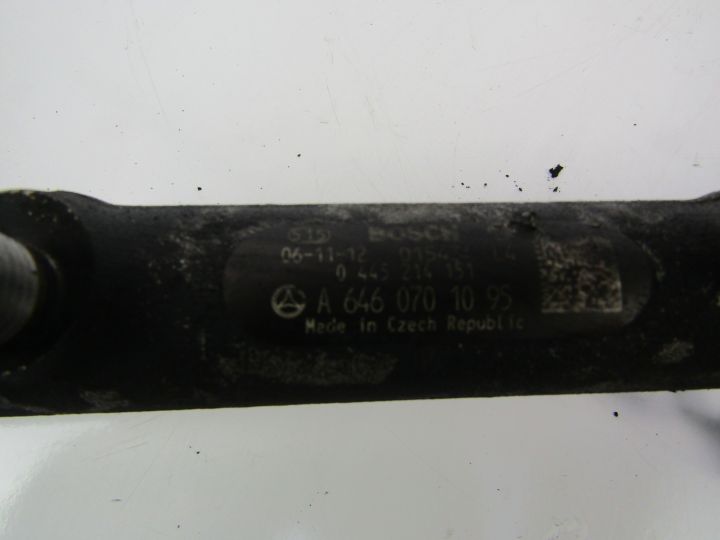 BOSCH
06-11-12
0 445 214 151
A 646 070 10 95
Made in Czech Republic